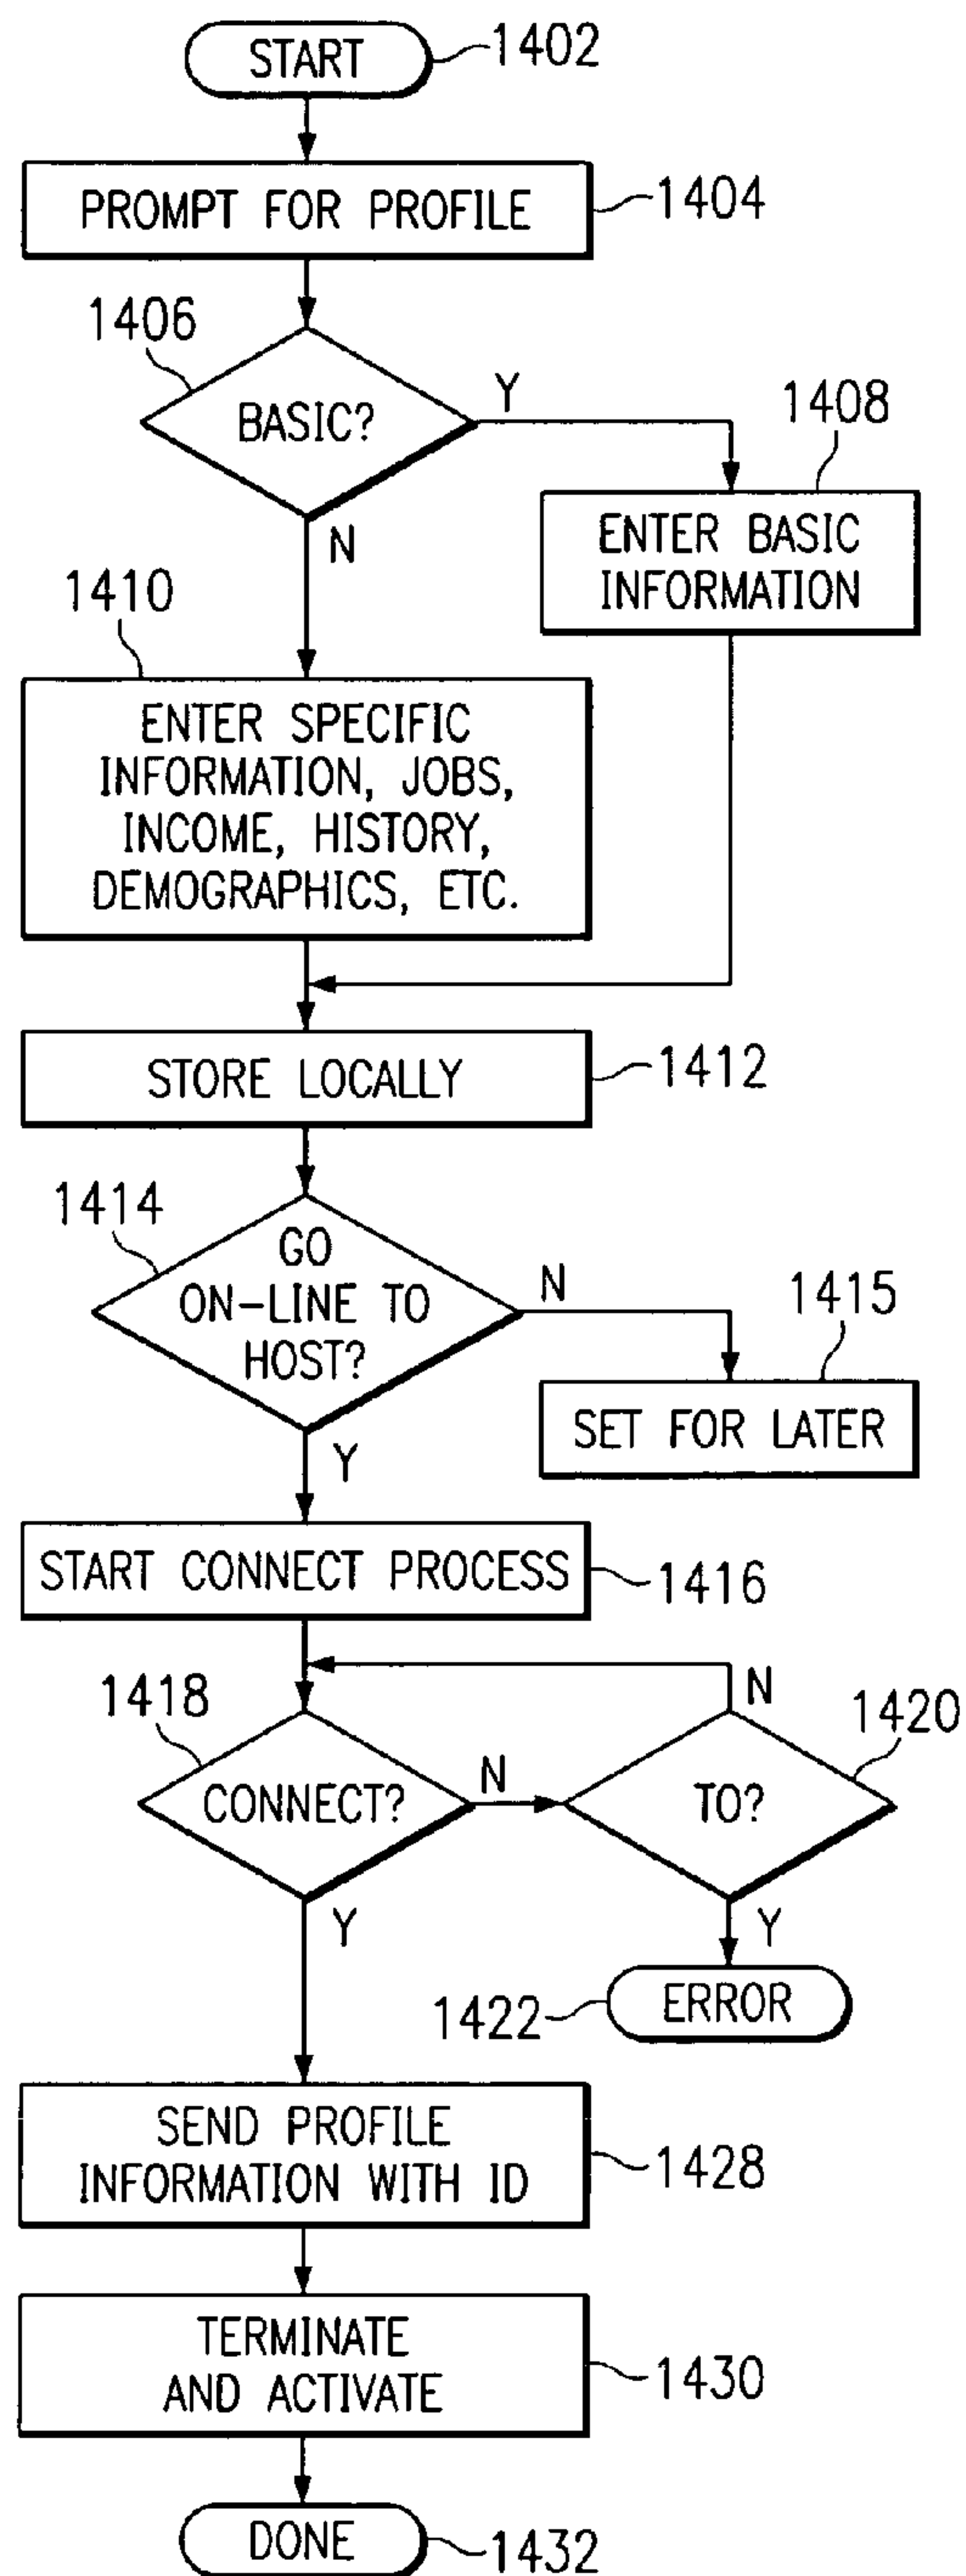 START
1402
PROMPT FOR PROFILE
1404
1406
BASIC?
Y
N
1408
ENTER BASIC
INFORMATION
1410
ENTER SPECIFIC
INFORMATION, JOBS,
INCOME, HISTORY,
DEMOGRAPHICS, ETC.
STORE LOCALLY
1412
1414
GO
ON-LINE TO
HOST?
N
Y
1415
SET FOR LATER
START CONNECT PROCESS
1416
1418
CONNECT?
N
Y
1420
TO?
N
Y
1422
ERROR
SEND PROFILE
INFORMATION WITH ID
1428
TERMINATE
AND ACTIVATE
1430
DONE
1432